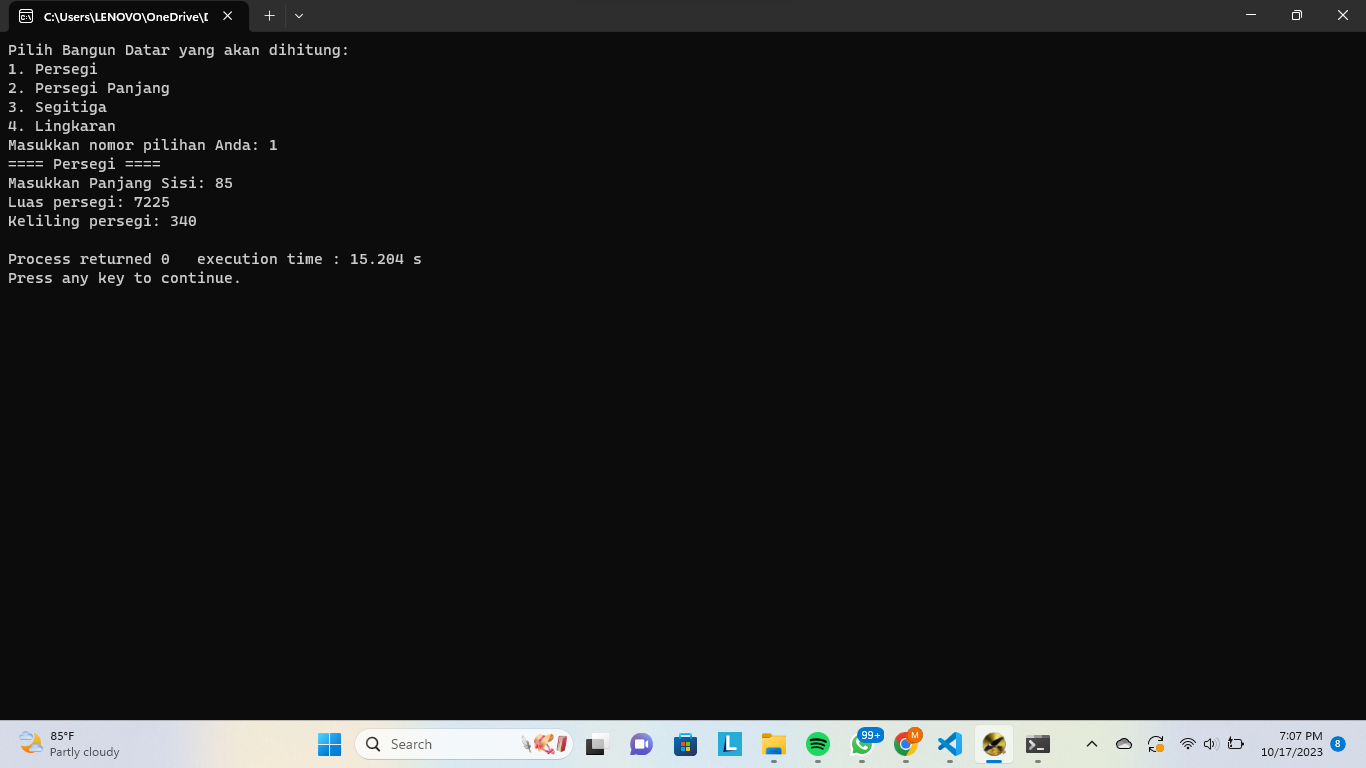 C:\Users\LENOVO\OneDrive\D
Pilih Bangun Datar yang akan dihitung:
1. Persegi
2. Persegi Panjang
3. Segitiga
4. Lingkaran
Masukkan nomor pilihan Anda: 1
==== Persegi ====
Masukkan Panjang Sisi: 85
Luas persegi: 7225
Keliling persegi: 340
Process returned 0   execution time : 15.204 s
Press any key to continue.
85°F
Partly cloudy
Search
L
99+
M
7:07 PM
10/17/2023
8